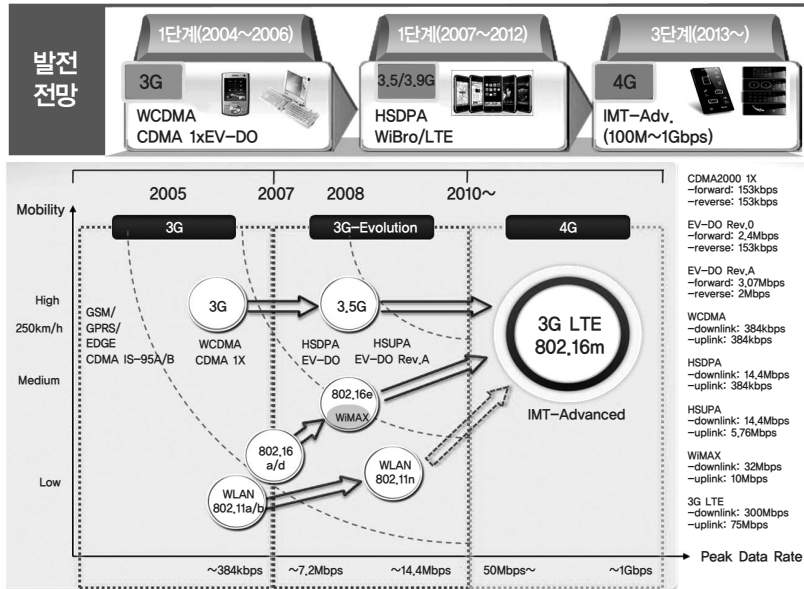 발전
전망
1단계(2004~2006)
3G
WCDMA
CDMA 1xEV-DO
1단계(2007~2012)
3.5/3.9G
HSDPA
WiBro/LTE
3단계(2013~)
4G
IMT-Adv.
(100M~1Gbps)
2005
2007
2008
2010~
Mobility
3G
3G-Evolution
4G
High
250km/h
Medium
Low
GSM/
GPRS/
EDGE
CDMA IS-95A/B
3G
WCDMA
CDMA 1X
3.5G
HSDPA
EV-DO
HSUPA
EV-DO Rev.A
3G LTE
802.16m
IMT-Advanced
802.16e
WiMAX
802.16
a/d
WLAN
802.11a/b
WLAN
802.11n
~384kbps
~7.2Mbps
~14.4Mbps
50Mbps~
~1Gbps
Peak Data Rate
CDMA2000 1X
-forward: 153kbps
-reverse: 153kbps
EV-DO Rev.0
-forward: 2.4Mbps
-reverse: 153kbps
EV-DO Rev.A
-forward: 3.07Mbps
-reverse: 2Mbps
WCDMA
-downlink: 384kbps
-uplink: 384kbps
HSDPA
-downlink: 14.4Mbps
-uplink: 384kbps
HSUPA
-downlink: 14.4Mbps
-uplink: 5.76Mbps
WiMAX
-downlink: 32Mbps
-uplink: 10Mbps
3G LTE
-downlink: 300Mbps
-uplink: 75Mbps